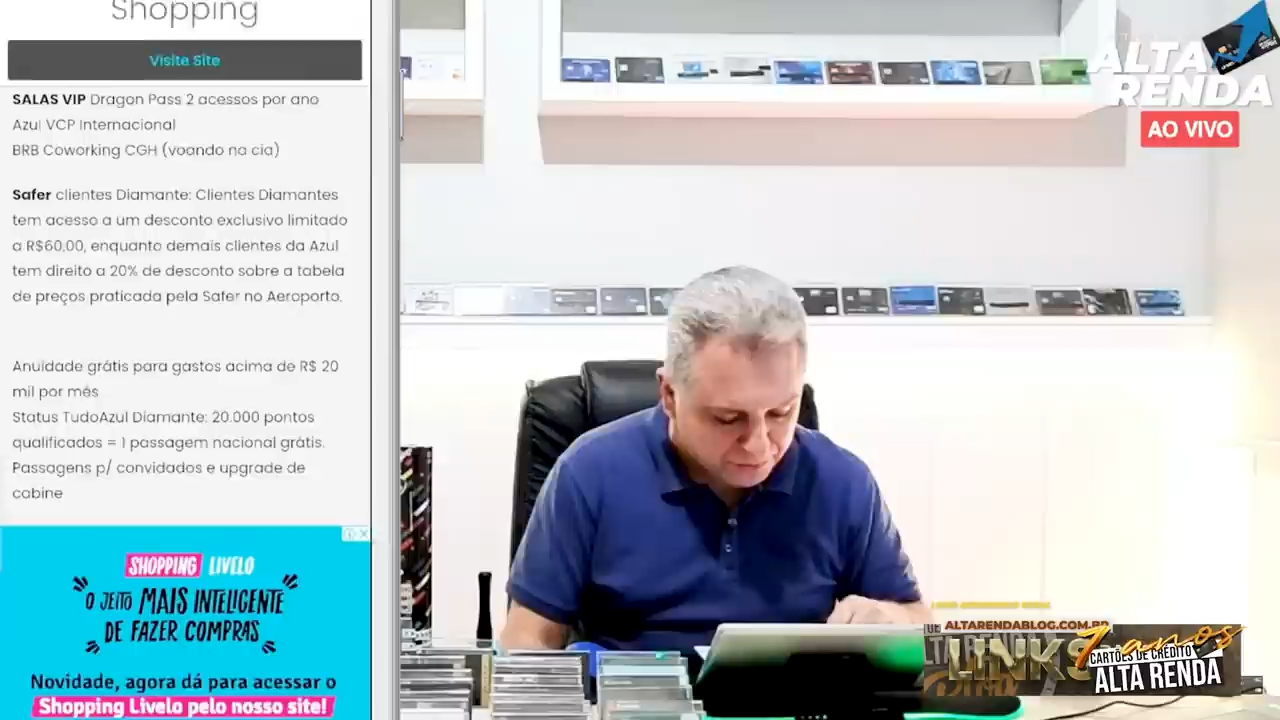 Shopping
Visite Site
SALAS VIP Dragon Pass 2 acessos por ano
Azul VCP Internacional
BRB Coworking CGH (voando na cia)
Safer clientes Diamante: Clientes Diamantes
tem acesso a um desconto exclusivo limitado
a R$60,00, enquanto demais clientes da Azul
tem direito a 20% de desconto sobre a tabela
de preços praticada pela Safer no Aeroporto.
Anuidade grátis para gastos acima de R$ 20
mil por mês
Status TudoAzul Diamante: 20.000 pontos
qualificados = 1 passagem nacional grátis.
Passagens p/ convidados e upgrade de
cabine
SHOPPING LIVELO
O JEITO MAIS INTELIGENTE
DE FAZER COMPRAS
Novidade, agora dá para acessar o
Shopping Livelo pelo nosso site!
ALTA
RENDA
AO VIVO
ALTARENDABLOG.COM.BR
LINKS
7 anos
CARTÕES DE CRÉDITO
ALTA RENDA